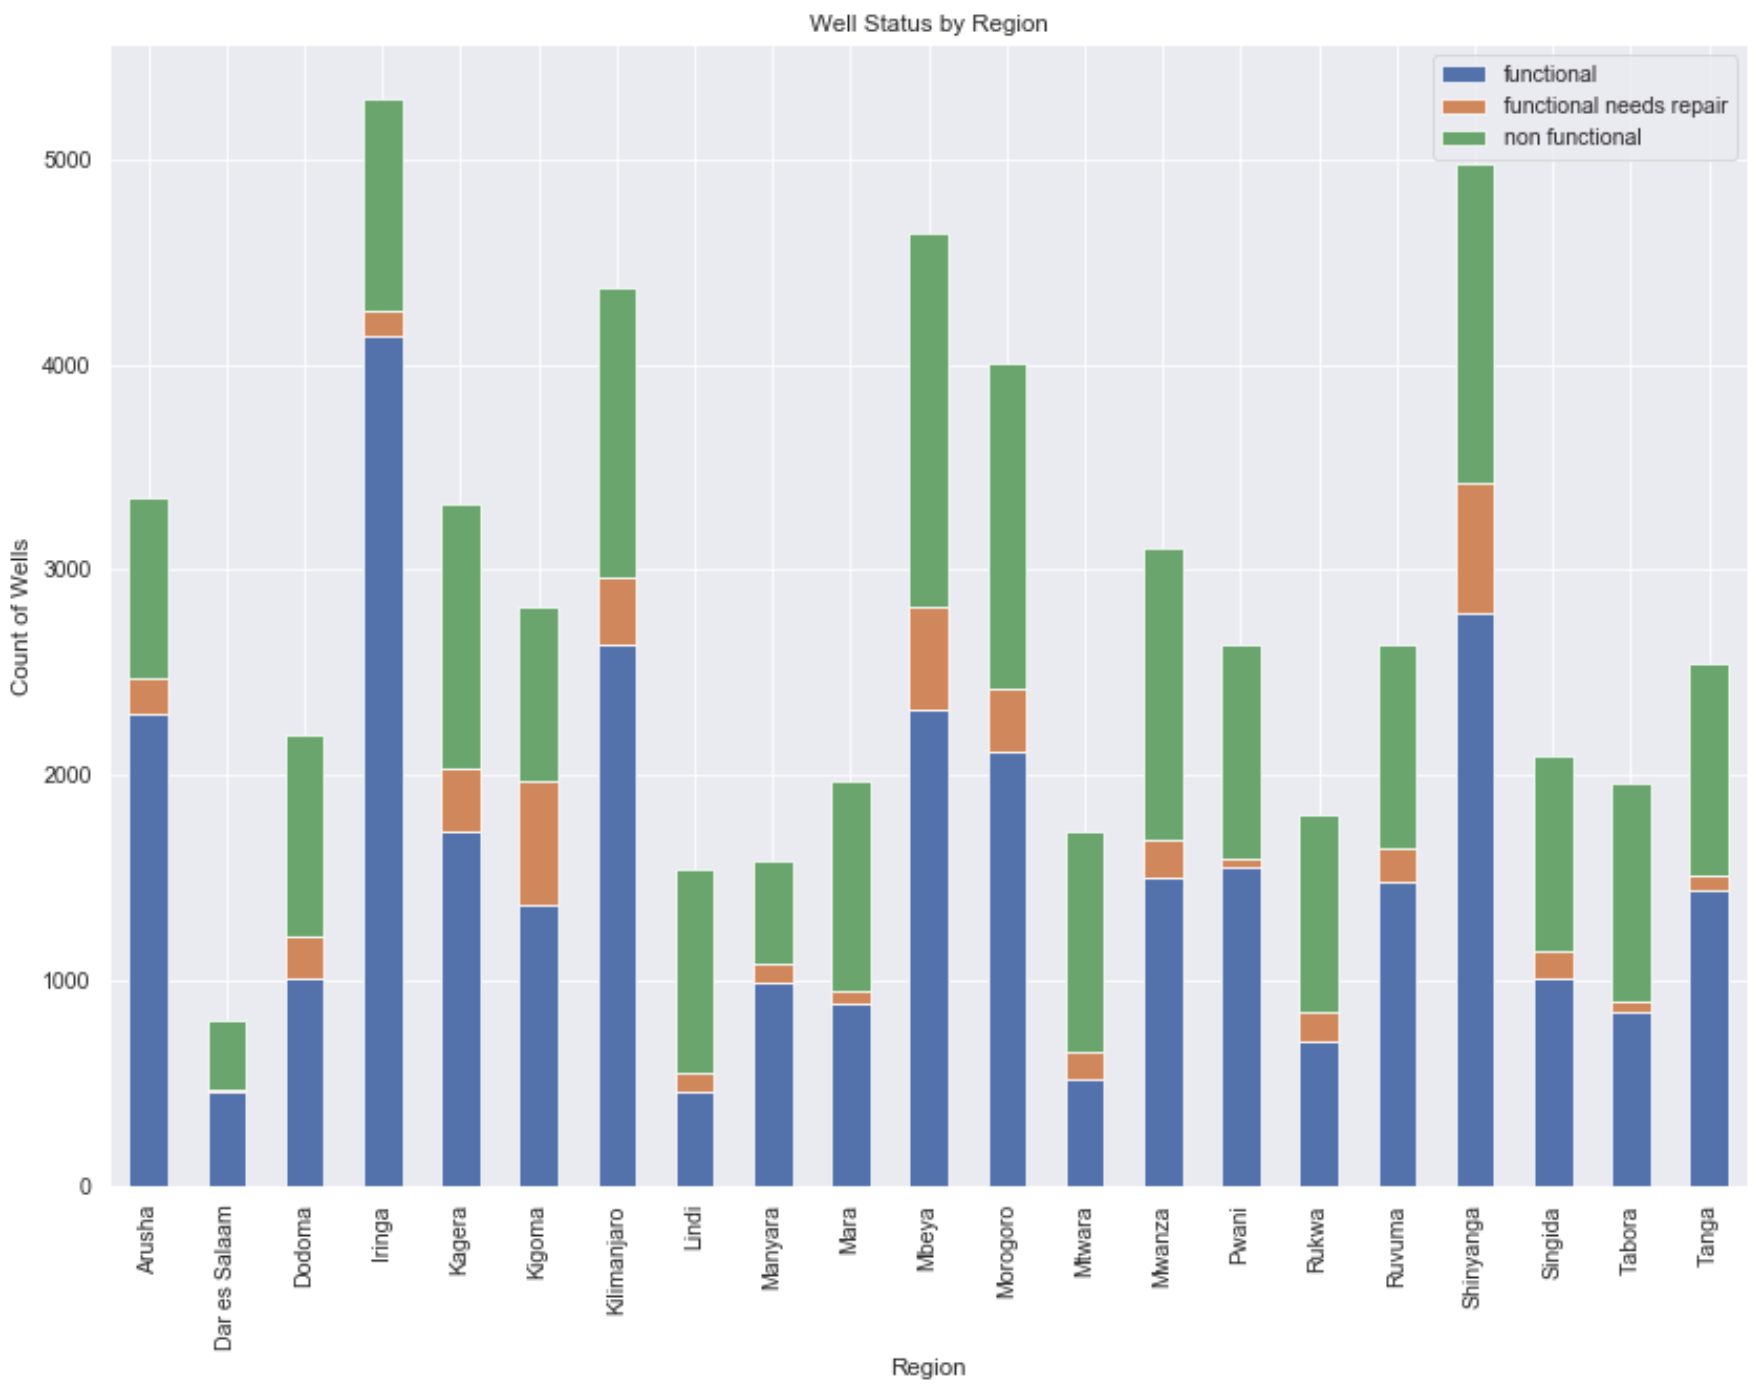 Well Status by Region
functional
functional needs repair
non functional
5000
4000
3000
2000
1000
0
Count of Wells
Arusha
Dar es Salaam
Dodoma
Iringa
Kagera
Kigoma
Kilimanjaro
Lindi
Manyara
Mara
Mbeya
Morogoro
Mtwara
Mwanza
Pwani
Rukwa
Ruvuma
Shinyanga
Singida
Tabora
Tanga
Region